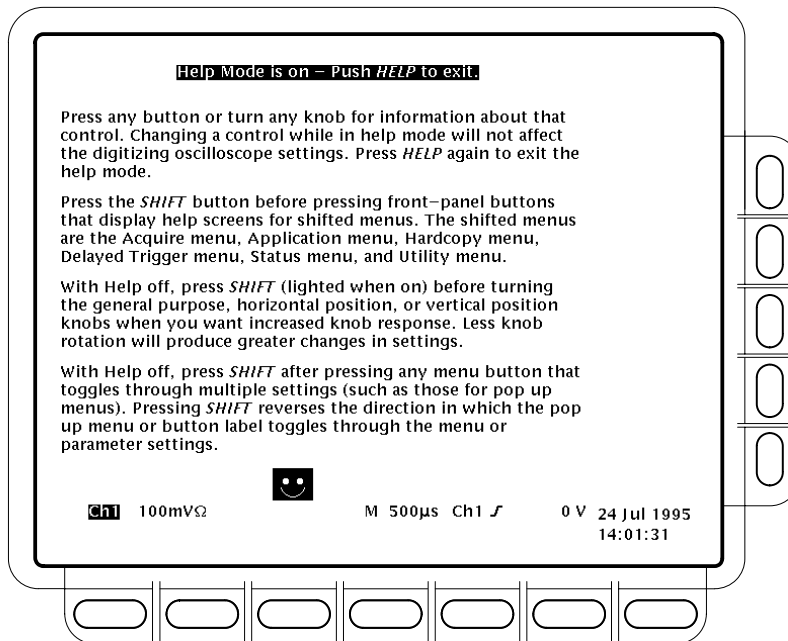 Help Mode is on – Push HELP to exit.
Press any button or turn any knob for information about that
control. Changing a control while in help mode will not affect
the digitizing oscilloscope settings. Press HELP again to exit the
help mode.
Press the SHIFT button before pressing front–panel buttons
that display help screens for shifted menus. The shifted menus
are the Acquire menu, Application menu, Hardcopy menu,
Delayed Trigger menu, Status menu, and Utility menu.
With Help off, press SHIFT (lighted when on) before turning
the general purpose, horizontal position, or vertical position
knobs when you want increased knob response. Less knob
rotation will produce greater changes in settings.
With Help off, press SHIFT after pressing any menu button that
toggles through multiple settings (such as those for pop up
menus). Pressing SHIFT reverses the direction in which the pop
up menu or button label toggles through the menu or
parameter settings.
Ch1 100mVΩ M 500µs Ch1 0 V 24 Jul 1995
14:01:31